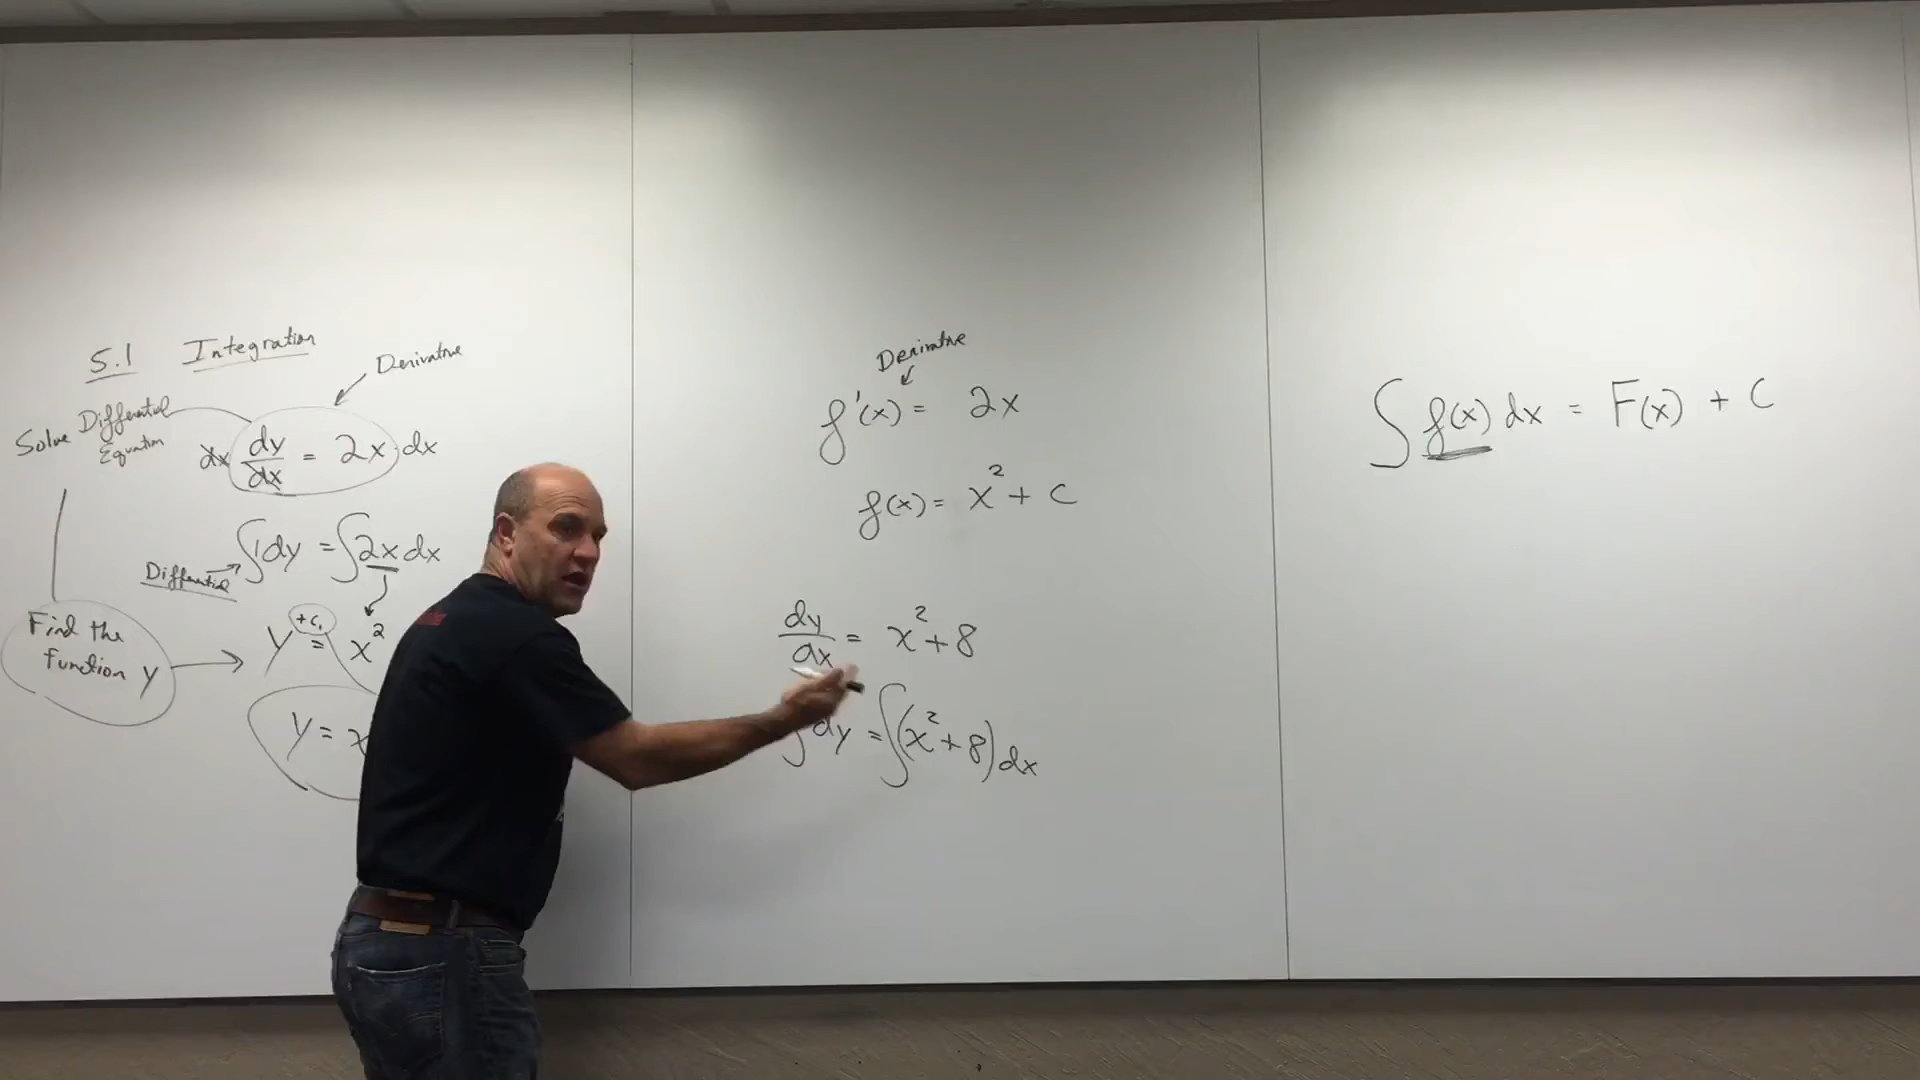 5.1 Integration
Derivative
Solve Differential
Equation
dx dy/dx = 2x dx
∫1dy = ∫2x dx
Differential
Find the
function y
y +C₁ = x²
y = x
Derivative
f'(x) = 2x
f(x) = x² + C
dy/dx = x² + 8
∫dy = ∫(x² + 8) dx
∫f(x) dx = F(x) + C